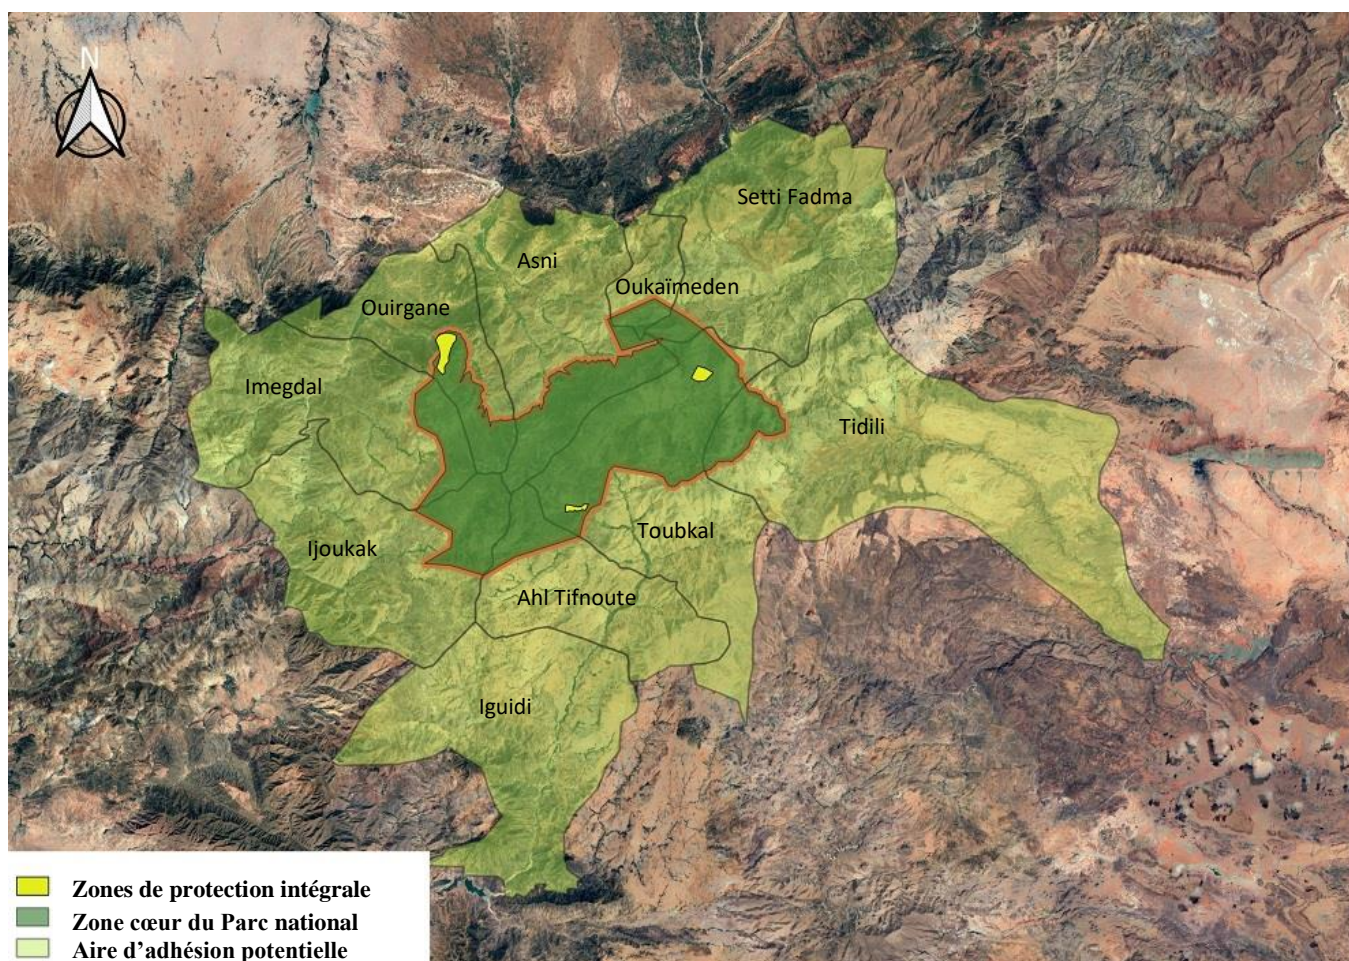 N
Setti Fadma
Asni
Oukaïmeden
Ouirgane
Imegdal
Tidili
Toubkal
Ijoukak
Ahl Tifnoute
Iguidi
Zones de protection intégrale
Zone cœur du Parc national
Aire d’adhésion potentielle